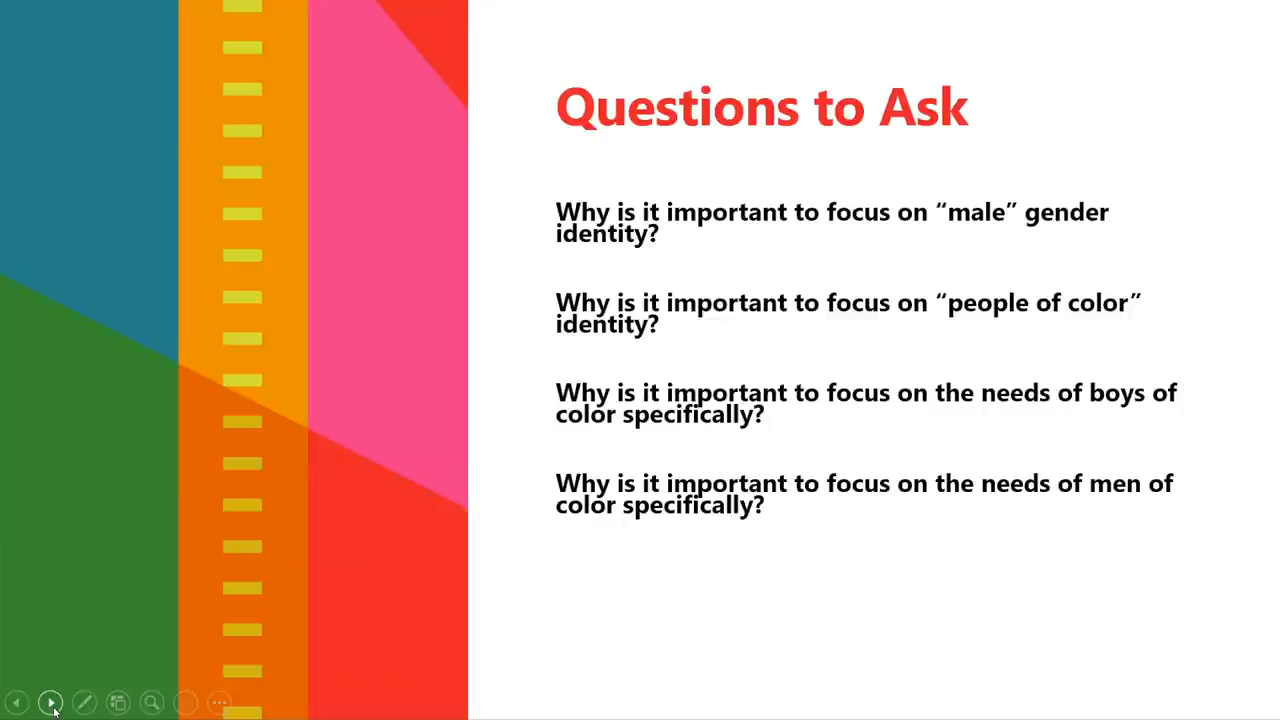 Questions to Ask
Why is it important to focus on “male” gender
identity?
Why is it important to focus on “people of color”
identity?
Why is it important to focus on the needs of boys of
color specifically?
Why is it important to focus on the needs of men of
color specifically?